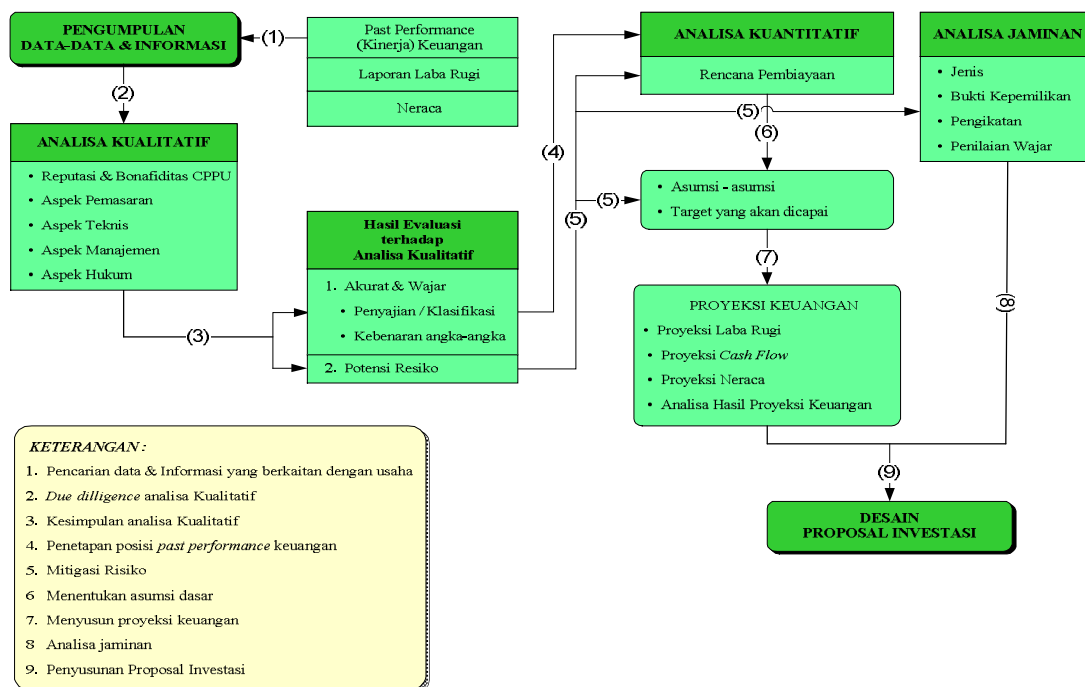 PENGUMPULAN
DATA-DATA & INFORMASI
(1)
Past Performance
(Kinerja) Keuangan
Laporan Laba Rugi
Neraca
(2)
ANALISA KUALITATIF
• Reputasi & Bonafiditas CPPU
• Aspek Pemasaran
• Aspek Teknis
• Aspek Manajemen
• Aspek Hukum
(3)
Hasil Evaluasi
terhadap
Analisa Kualitatif
1. Akurat & Wajar
• Penyajian / Klasifikasi
• Kebenaran angka-angka
2. Potensi Resiko
(4)
(5)
ANALISA KUANTITATIF
Rencana Pembiayaan
(5)
(6)
(5)
• Asumsi - asumsi
• Target yang akan dicapai
(7)
PROYEKSI KEUANGAN
• Proyeksi Laba Rugi
• Proyeksi Cash Flow
• Proyeksi Neraca
• Analisa Hasil Proyeksi Keuangan
ANALISA JAMINAN
• Jenis
• Bukti Kepemilikan
• Pengikatan
• Penilaian Wajar
(8)
(9)
DESAIN
PROPOSAL INVESTASI
KETERANGAN :
1. Pencarian data & Informasi yang berkaitan dengan usaha
2. Due dilligence analisa Kualitatif
3. Kesimpulan analisa Kualitatif
4. Penetapan posisi past performance keuangan
5. Mitigasi Risiko
6 Menentukan asumsi dasar
7. Menyusun proyeksi keuangan
8 Analisa jaminan
9. Penyusunan Proposal Investasi